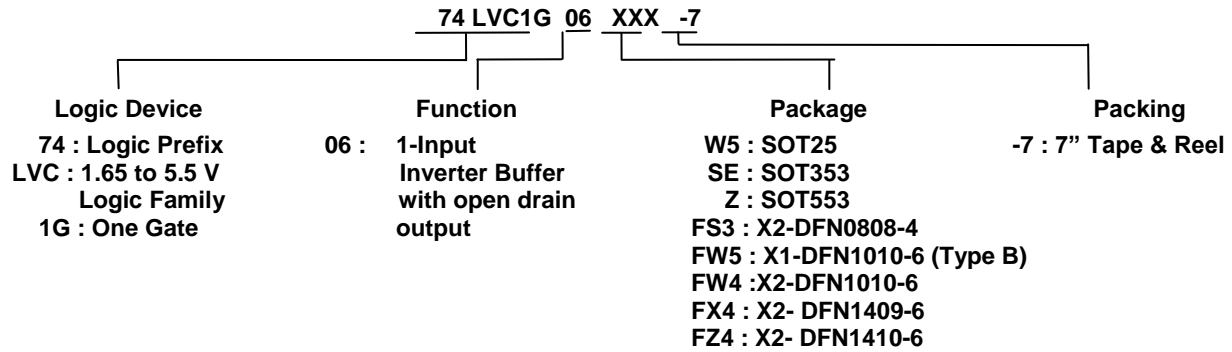 74 LVC1G 06 XXX -7
Logic Device
74 : Logic Prefix
LVC : 1.65 to 5.5 V
Logic Family
1G : One Gate
Function
06 : 1-Input
Inverter Buffer
with open drain
output
Package
W5 : SOT25
SE : SOT353
Z : SOT553
FS3 : X2-DFN0808-4
FW5 : X1-DFN1010-6 (Type B)
FW4 :X2-DFN1010-6
FX4 : X2- DFN1409-6
FZ4 : X2- DFN1410-6
Packing
-7 : 7” Tape & Reel